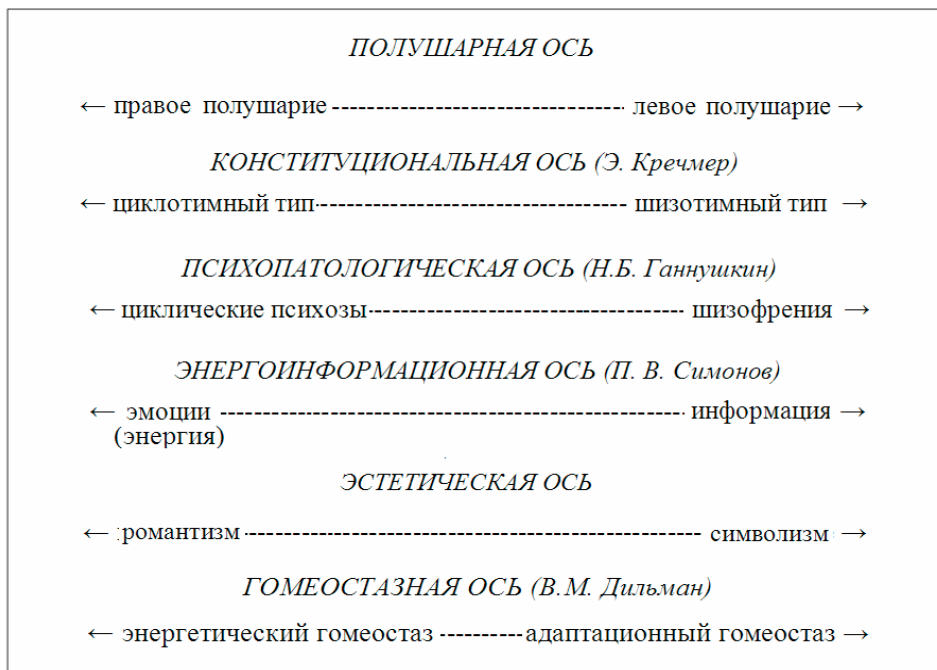 ПОЛУШАРНАЯ ОСЬ
← правое полушарие ------------------------------ левое полушарие →
КОНСТИТУЦИОНАЛЬНАЯ ОСЬ (Э. Кречмер)
← циклотимный тип-------------------------------- шизотимный тип →
ПСИХОПАТОЛОГИЧЕСКАЯ ОСЬ (Н.Б. Ганнушкин)
← циклические психозы-------------------------------- шизофрения →
ЭНЕРГОИНФОРМАЦИОННАЯ ОСЬ (П. В. Симонов)
← эмоции ------------------------------------------------ информация →
(энергия)
ЭСТЕТИЧЕСКАЯ ОСЬ
← романтизм ----------------------------------------------- символизм →
ГОМЕОСТАЗНАЯ ОСЬ (В.М. Дильман)
← энергетический гомеостаз ---------- адаптационный гомеостаз →